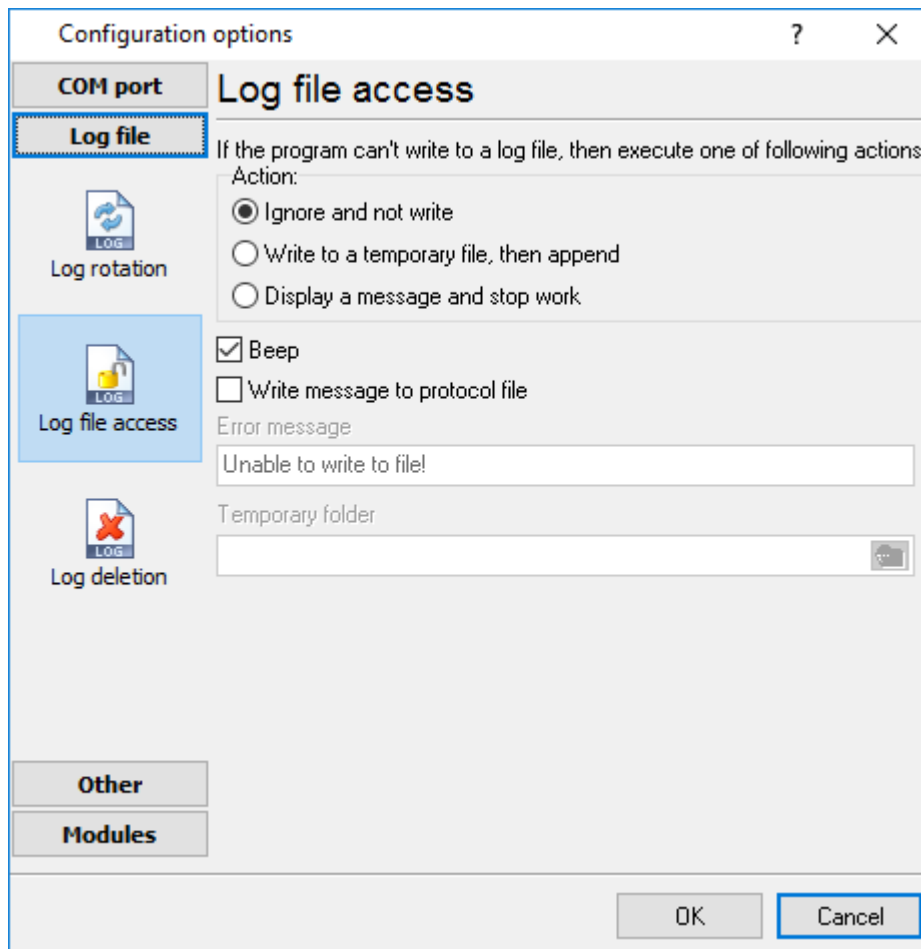 Configuration options
?
COM port
Log file
LOG
Log rotation
LOG
Log file access
LOG
Log deletion
Other
Modules
Log file access
If the program can't write to a log file, then execute one of following actions
Action:
Ignore and not write
Write to a temporary file, then append
Display a message and stop work
Beep
Write message to protocol file
Error message
Unable to write to file!
Temporary folder
OK
Cancel